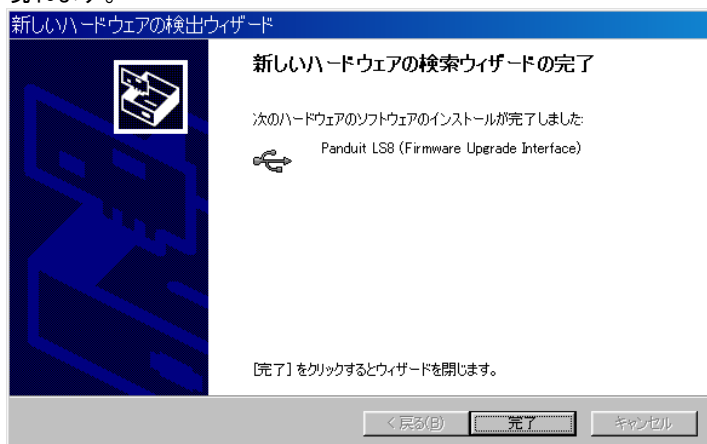 新しいハードウェアの検出ウィザード
新しいハードウェアの検索ウィザードの完了
次のハードウェアのソフトウェアのインストールが完了しました:
Panduit LS8 (Firmware Upgrade Interface)
[完了] をクリックするとウィザードを閉じます。
< 戻る(B)
完了
キャンセル